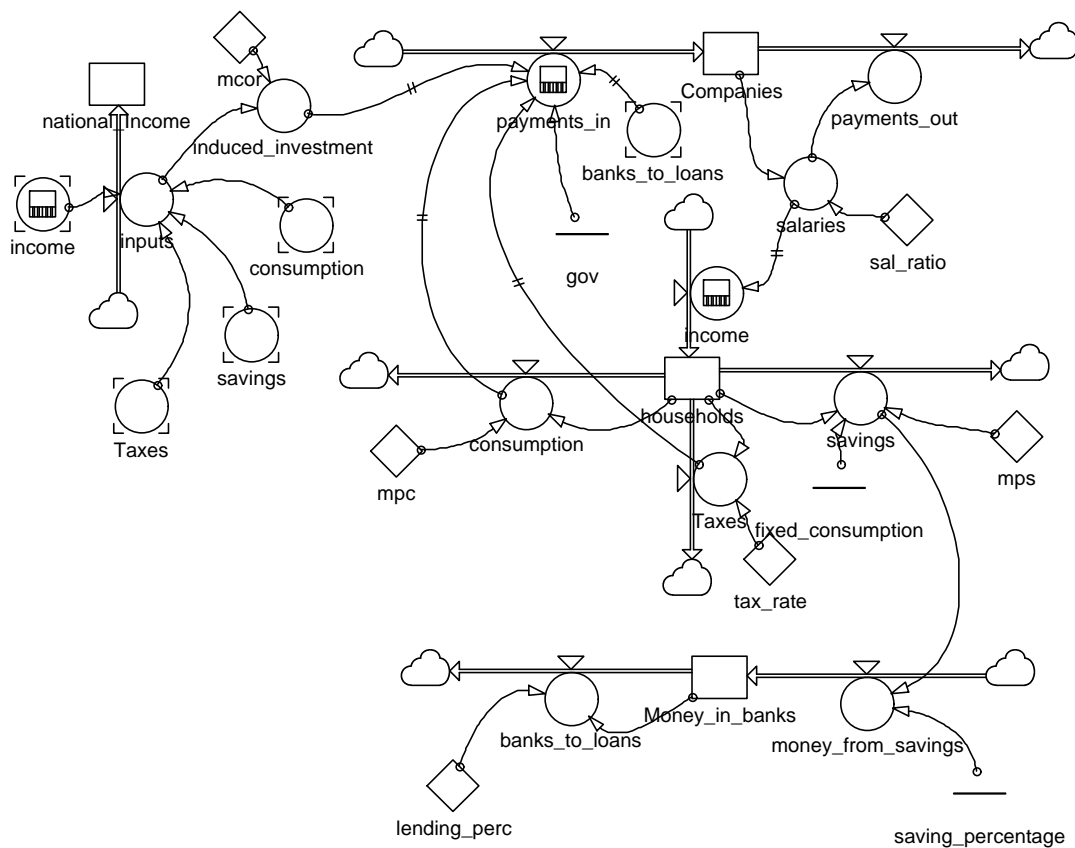 mcor
Companies
national_income
payments_in
payments_out
induced_investment
banks_to_loans
income
inputs
salaries
consumption
gov
sal_ratio
income
savings
households
consumption
savings
Taxes
mpc
mps
Taxes
fixed_consumption
tax_rate
Money_in_banks
banks_to_loans
money_from_savings
lending_perc
saving_percentage